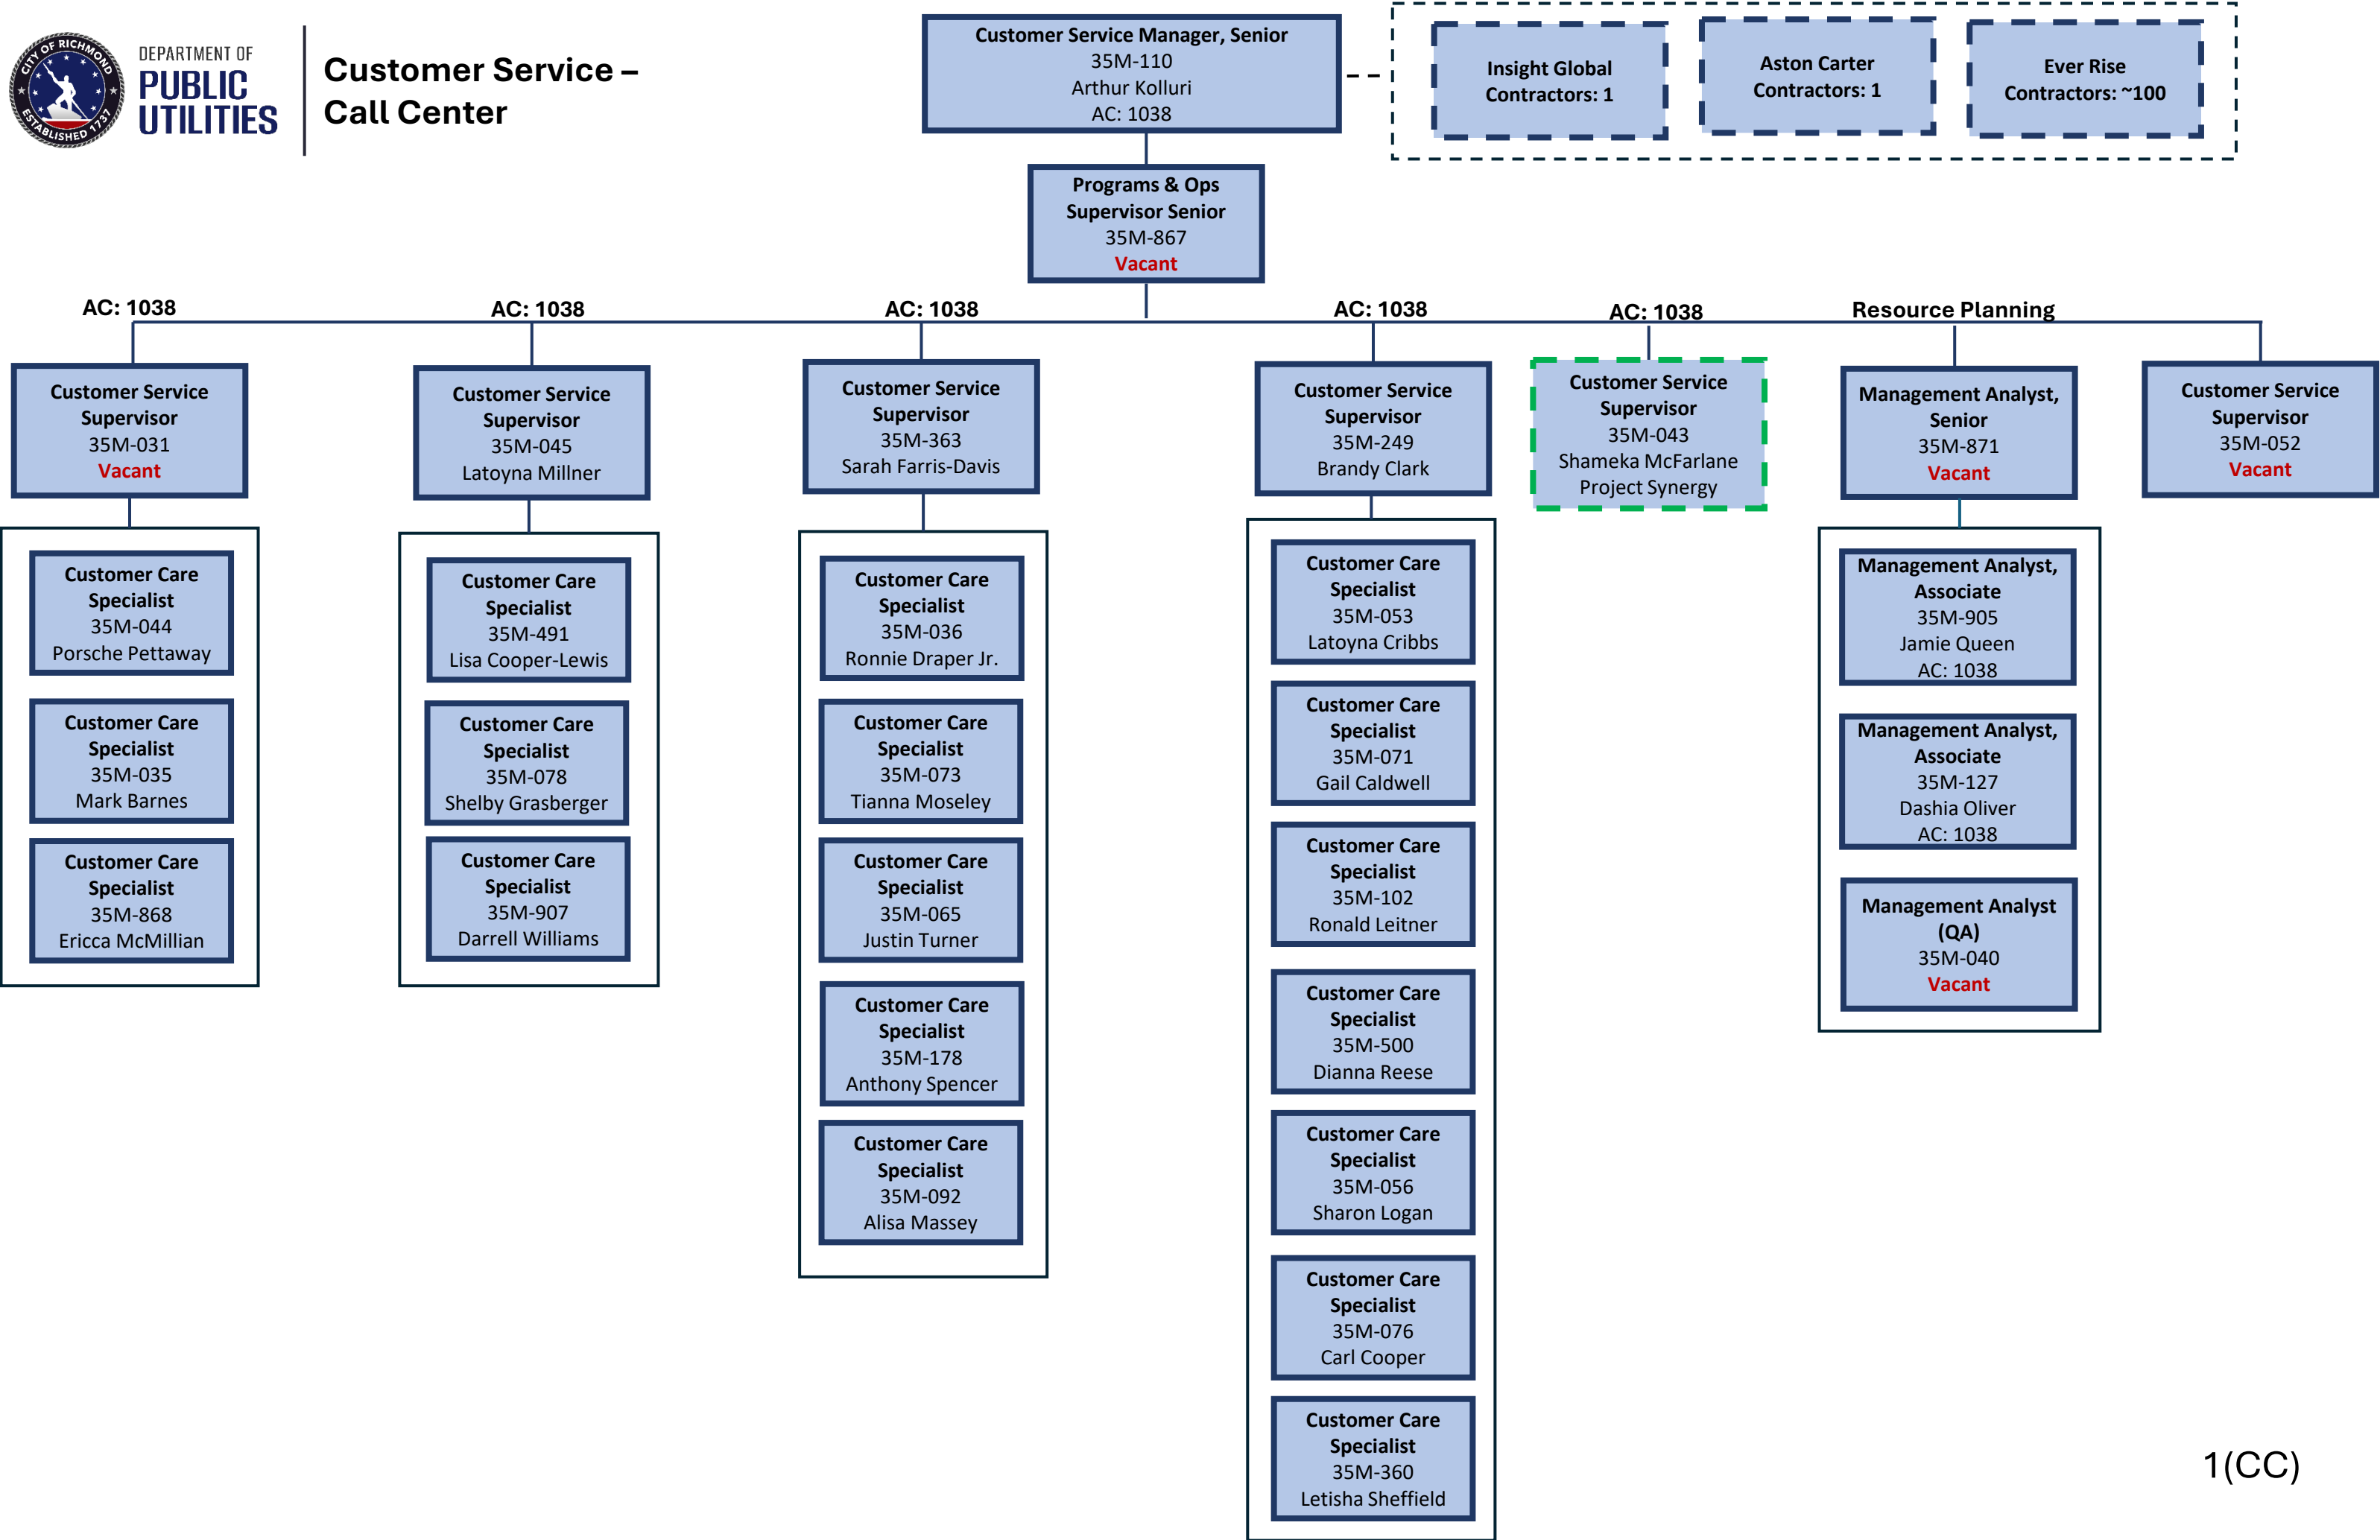 CITY OF RICHMOND
ESTABLISHED 1737
DEPARTMENT OF
PUBLIC
UTILITIES
Customer Service –
Call Center
Customer Service Manager, Senior
35M-110
Arthur Kolluri
AC: 1038
Insight Global
Contractors: 1
Aston Carter
Contractors: 1
Ever Rise
Contractors: ~100
Programs & Ops
Supervisor Senior
35M-867
Vacant
AC: 1038
Customer Service
Supervisor
35M-031
Vacant
Customer Care
Specialist
35M-044
Porsche Pettaway
Customer Care
Specialist
35M-035
Mark Barnes
Customer Care
Specialist
35M-868
Ericca McMillian
AC: 1038
Customer Service
Supervisor
35M-045
Latoyna Millner
Customer Care
Specialist
35M-491
Lisa Cooper-Lewis
Customer Care
Specialist
35M-078
Shelby Grasberger
Customer Care
Specialist
35M-907
Darrell Williams
AC: 1038
Customer Service
Supervisor
35M-363
Sarah Farris-Davis
Customer Care
Specialist
35M-036
Ronnie Draper Jr.
Customer Care
Specialist
35M-073
Tianna Moseley
Customer Care
Specialist
35M-065
Justin Turner
Customer Care
Specialist
35M-178
Anthony Spencer
Customer Care
Specialist
35M-092
Alisa Massey
AC: 1038
Customer Service
Supervisor
35M-249
Brandy Clark
Customer Care
Specialist
35M-053
Latoyna Cribbs
Customer Care
Specialist
35M-071
Gail Caldwell
Customer Care
Specialist
35M-102
Ronald Leitner
Customer Care
Specialist
35M-500
Dianna Reese
Customer Care
Specialist
35M-056
Sharon Logan
Customer Care
Specialist
35M-076
Carl Cooper
Customer Care
Specialist
35M-360
Letisha Sheffield
AC: 1038
Customer Service
Supervisor
35M-043
Shameka McFarlane
Project Synergy
Resource Planning
Management Analyst,
Senior
35M-871
Vacant
Management Analyst,
Associate
35M-905
Jamie Queen
AC: 1038
Management Analyst,
Associate
35M-127
Dashia Oliver
AC: 1038
Management Analyst
(QA)
35M-040
Vacant
Customer Service
Supervisor
35M-052
Vacant
1(CC)